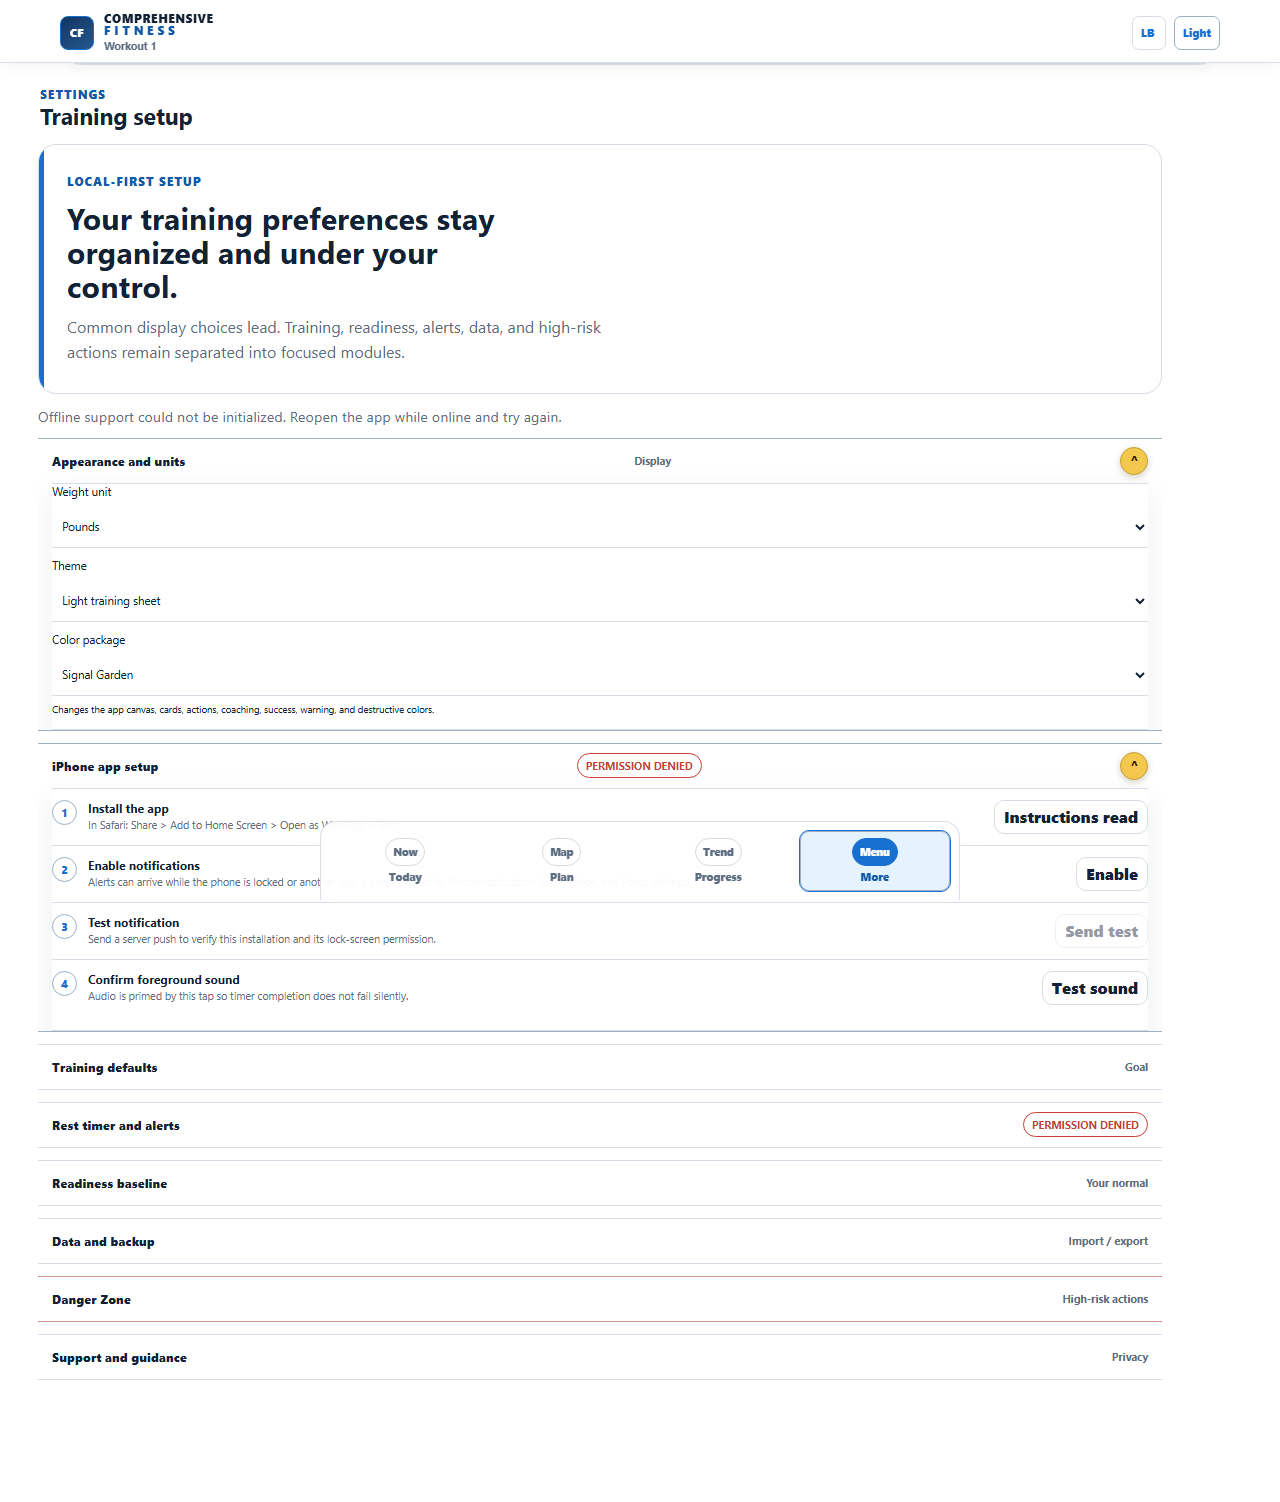 CF
COMPREHENSIVE
FITNESS
Workout 1
LB
Light
SETTINGS
Training setup
LOCAL-FIRST SETUP
Your training preferences stay
organized and under your
control.
Common display choices lead. Training, readiness, alerts, data, and high-risk
actions remain separated into focused modules.
Offline support could not be initialized. Reopen the app while online and try again.
Appearance and units
Display
^
Weight unit
Pounds
Theme
Light training sheet
Color package
Signal Garden
Changes the app canvas, cards, actions, coaching, success, warning, and destructive colors.
iPhone app setup
PERMISSION DENIED
^
1
Install the app
In Safari: Share > Add to Home Screen > Open as
Instructions read
2
Enable notifications
Alerts can arrive while the phone is locked or
Enable
Now
Today
Map
Plan
Trend
Progress
Menu
More
3
Test notification
Send a server push to verify this installation and its lock-screen permission.
Send test
4
Confirm foreground sound
Audio is primed by this tap so timer completion does not fail silently.
Test sound
Training defaults
Goal
Rest timer and alerts
PERMISSION DENIED
Readiness baseline
Your normal
Data and backup
Import / export
Danger Zone
High-risk actions
Support and guidance
Privacy